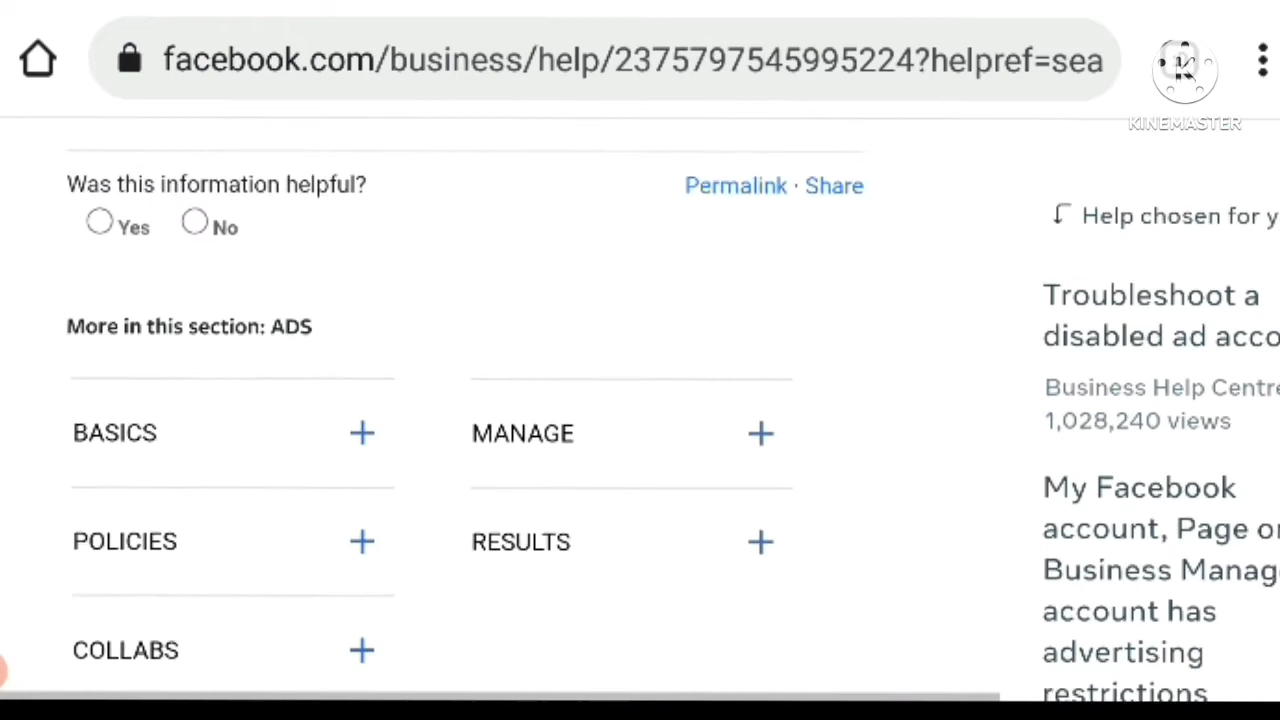 facebook.com/business/help/2375797545995224?helpref=sea
KINEMASTER
Was this information helpful?
Permalink · Share
Yes
No
Help chosen for y
More in this section: ADS
Troubleshoot a
disabled ad acco
Business Help Centre
1,028,240 views
BASICS +
MANAGE +
My Facebook
account, Page or
Business Manag
account has
advertising
restrictions
POLICIES +
RESULTS +
COLLABS +